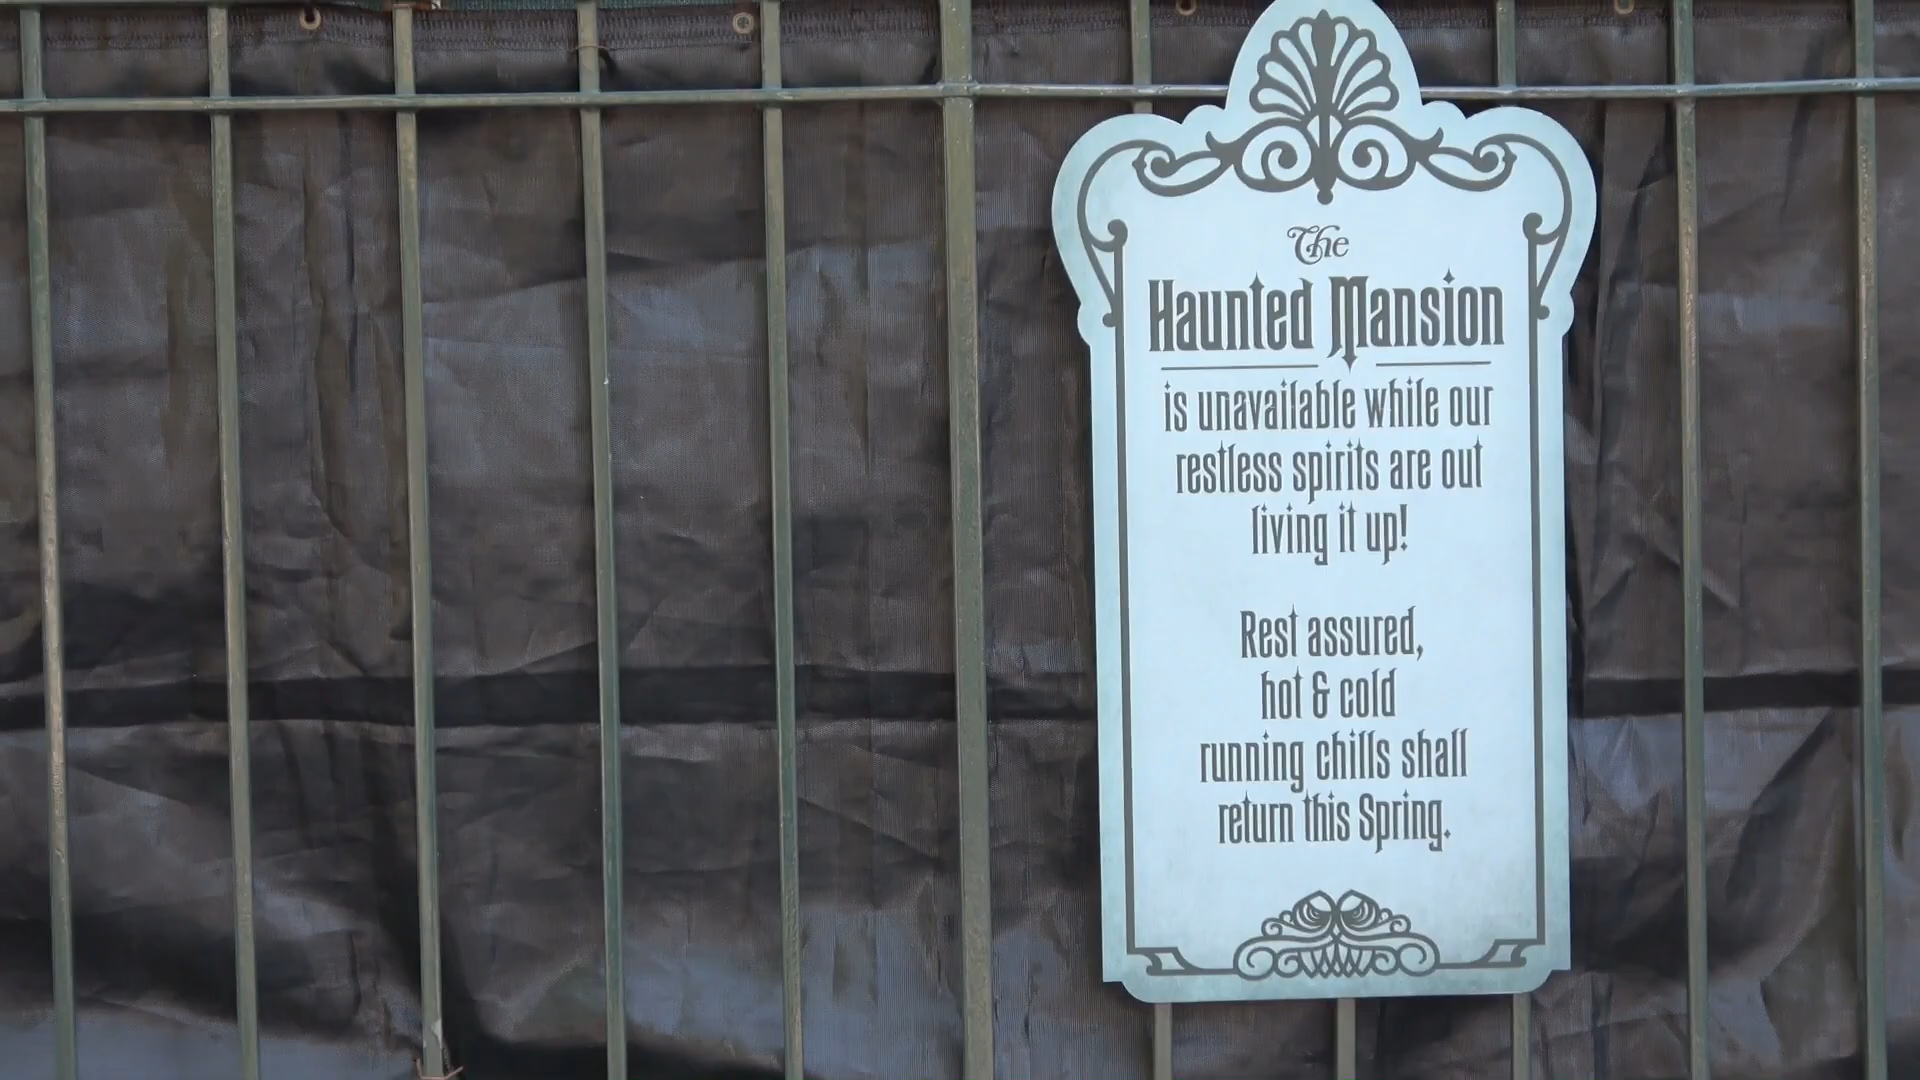 The
Haunted Mansion
is unavailable while our
restless spirits are out
living it up!
Rest assured,
hot & cold
running chills shall
return this Spring.